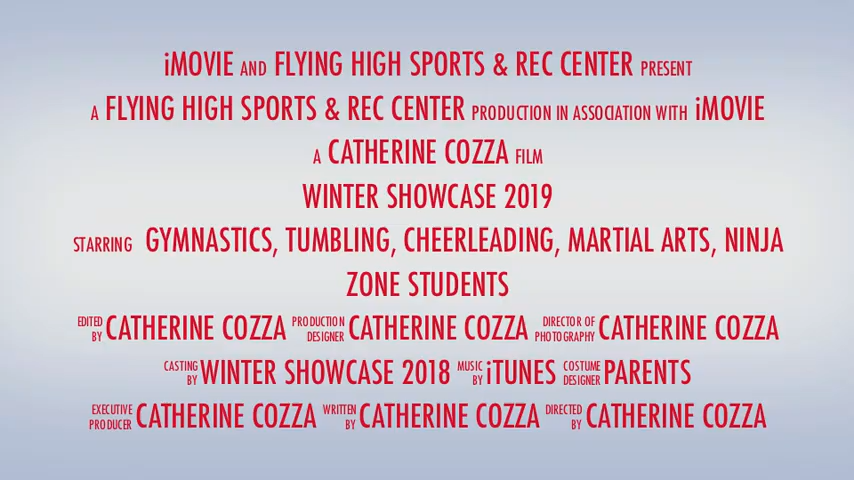 iMOVIE AND FLYING HIGH SPORTS & REC CENTER PRESENT
A FLYING HIGH SPORTS & REC CENTER PRODUCTION IN ASSOCIATION WITH iMOVIE
A CATHERINE COZZA FILM
WINTER SHOWCASE 2019
STARRING GYMNASTICS, TUMBLING, CHEERLEADING, MARTIAL ARTS, NINJA
ZONE STUDENTS
EDITED BY CATHERINE COZZA PRODUCTION DESIGNER CATHERINE COZZA DIRECTOR OF PHOTOGRAPHY CATHERINE COZZA
CASTING BY WINTER SHOWCASE 2018 MUSIC BY iTUNES COSTUME DESIGNER PARENTS
EXECUTIVE PRODUCER CATHERINE COZZA WRITTEN BY CATHERINE COZZA DIRECTED BY CATHERINE COZZA